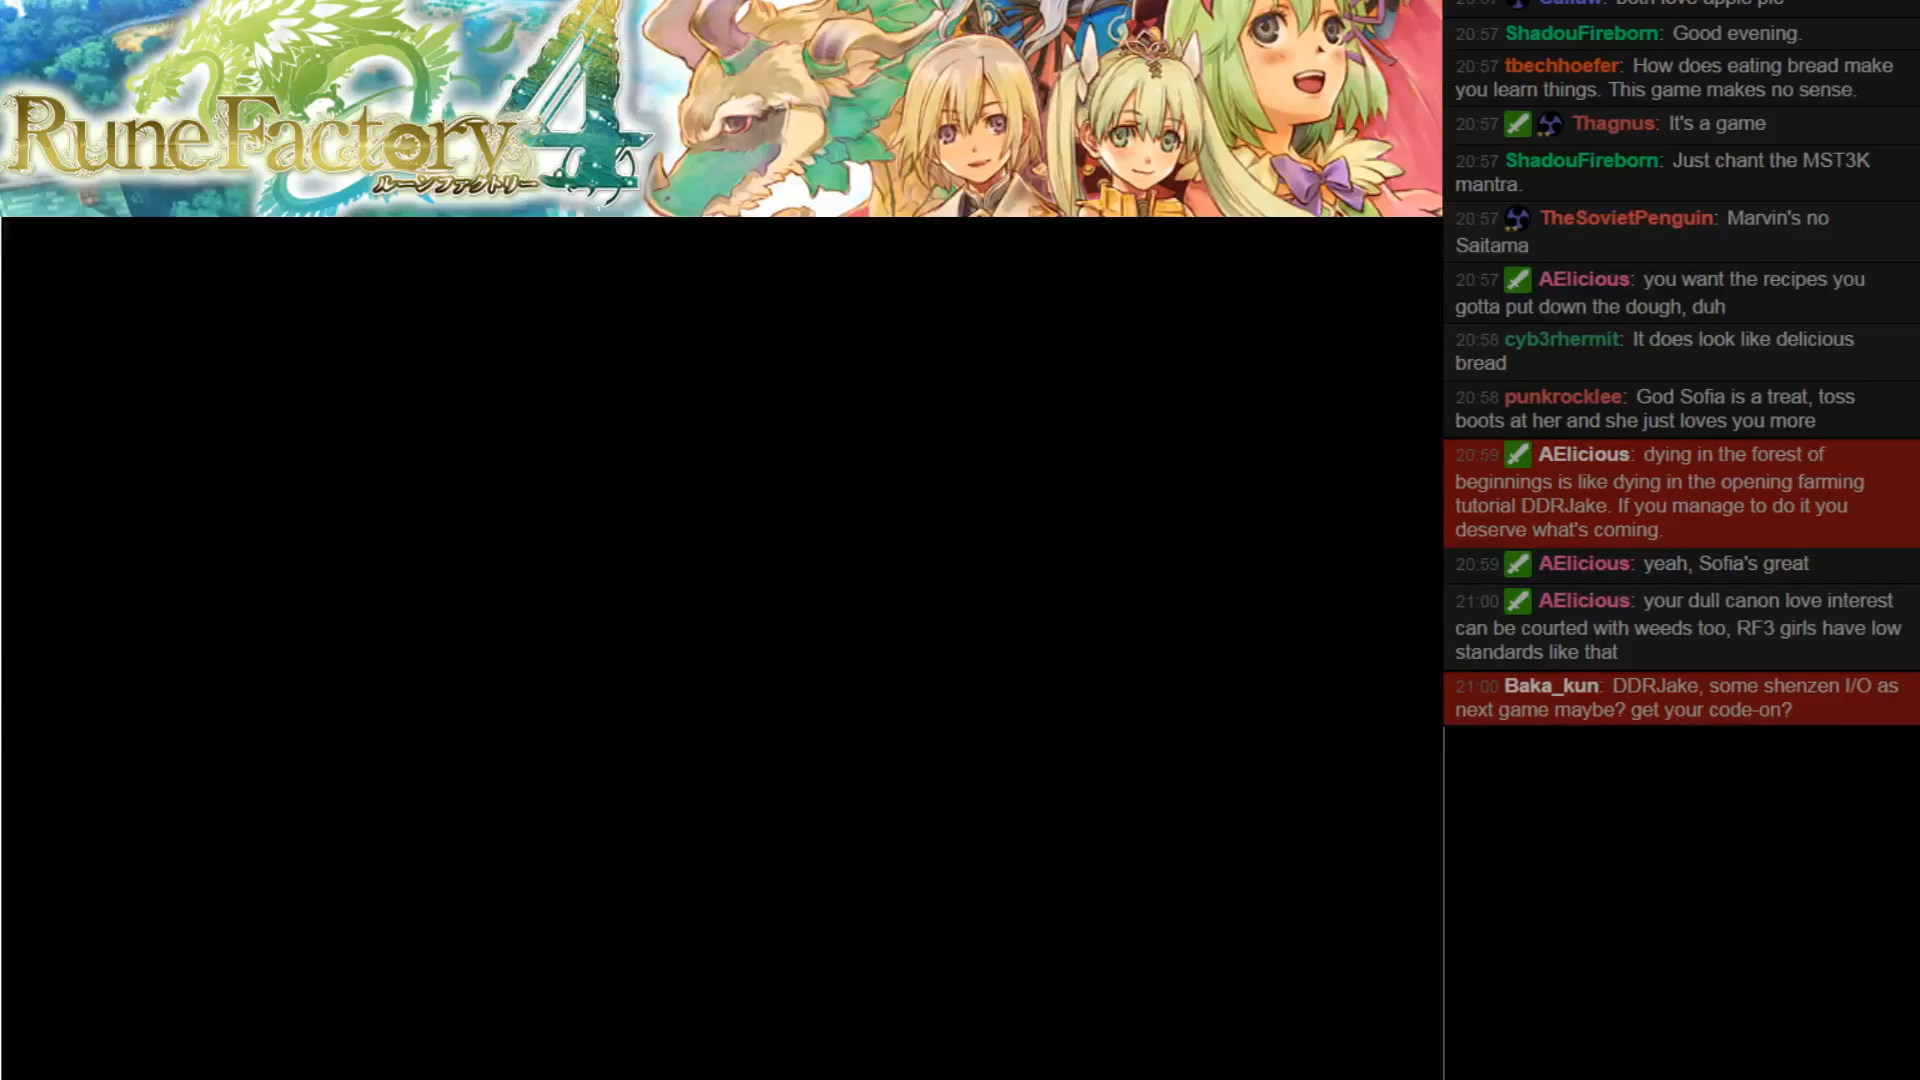 Rune Factory 4
ルーンファクトリー
both love apple pie
20:57 ShadouFireborn: Good evening.
20:57 tbechhoefer: How does eating bread make
you learn things. This game makes no sense.
20:57 Thagnus: It's a game
20:57 ShadouFireborn: Just chant the MST3K
mantra.
20:57 TheSovietPenguin: Marvin's no
Saitama
20:57 AElicious: you want the recipes you
gotta put down the dough, duh
20:58 cyb3rhermit: It does look like delicious
bread
20:58 punkrocklee: God Sofia is a treat, toss
boots at her and she just loves you more
20:59 AElicious: dying in the forest of
beginnings is like dying in the opening farming
tutorial DDRJake. If you manage to do it you
deserve what's coming.
20:59 AElicious: yeah, Sofia's great
21:00 AElicious: your dull canon love interest
can be courted with weeds too, RF3 girls have low
standards like that
21:00 Baka_kun: DDRJake, some shenzen I/O as
next game maybe? get your code-on?